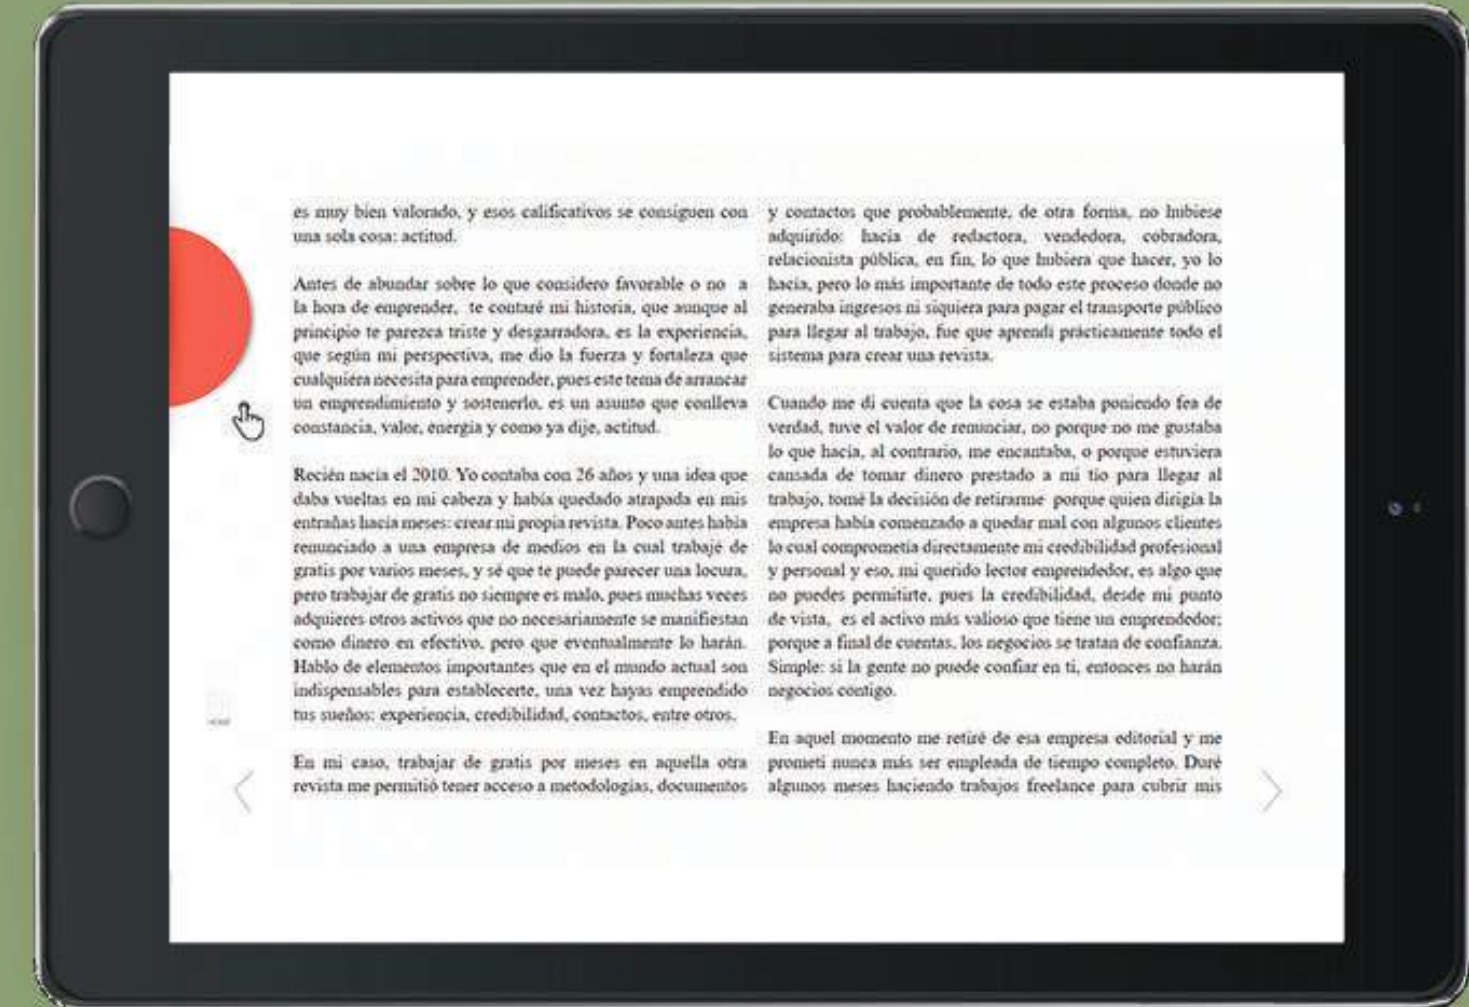 es muy bien valorado, y esos calificativos se consiguen con
una sola cosa: actitud.
Antes de abundar sobre lo que considero favorable o no a
la hora de emprender, te contaré mi historia, que aunque al
principio te parezca triste y desgarradora, es la experiencia,
que según mi perspectiva, me dio la fuerza y fortaleza que
cualquiera necesita para emprender, pues este tema de arrancar
un emprendimiento y sostenerlo, es un asunto que conlleva
constancia, valor, energía y como ya dije, actitud.
Recién nacía el 2010. Yo contaba con 26 años y una idea que
daba vueltas en mi cabeza y había quedado atrapada en mis
entrañas hacía meses: crear mi propia revista. Poco antes había
renunciado a una empresa de medios en la cual trabajé de
gratis por varios meses, y sé que te puede parecer una locura,
pero trabajar de gratis no siempre es malo, pues muchas veces
adquieres otros activos que no necesariamente se manifiestan
como dinero en efectivo, pero que eventualmente lo harán.
Hablo de elementos importantes que en el mundo actual son
indispensables para establecerte, una vez hayas emprendido
tus sueños: experiencia, credibilidad, contactos, entre otros.
En mi caso, trabajar de gratis por meses en aquella otra
revista me permitió tener acceso a metodologías, documentos
y contactos que probablemente, de otra forma, no hubiese
adquirido: hacía de redactora, vendedora, cobradora,
relacionista pública, en fin, lo que hubiera que hacer, yo lo
hacía, pero lo más importante de todo este proceso donde no
generaba ingresos ni siquiera para pagar el transporte público
para llegar al trabajo, fue que aprendí prácticamente todo el
sistema para crear una revista.
Cuando me di cuenta que la cosa se estaba poniendo fea de
verdad, tuve el valor de renunciar, no porque no me gustaba
lo que hacía, al contrario, me encantaba, o porque estuviera
cansada de tomar dinero prestado a mi tío para llegar al
trabajo, tomé la decisión de retirarme porque quien dirigía la
empresa había comenzado a quedar mal con algunos clientes
lo cual comprometía directamente mi credibilidad profesional
y personal y eso, mi querido lector emprendedor, es algo que
no puedes permitirte, pues la credibilidad, desde mi punto
de vista, es el activo más valioso que tiene un emprendedor;
porque a final de cuentas, los negocios se tratan de confianza.
Simple: si la gente no puede confiar en ti, entonces no harán
negocios contigo.
En aquel momento me retiré de esa empresa editorial y me
prometí nunca más ser empleada de tiempo completo. Duré
algunos meses haciendo trabajos freelance para cubrir mis